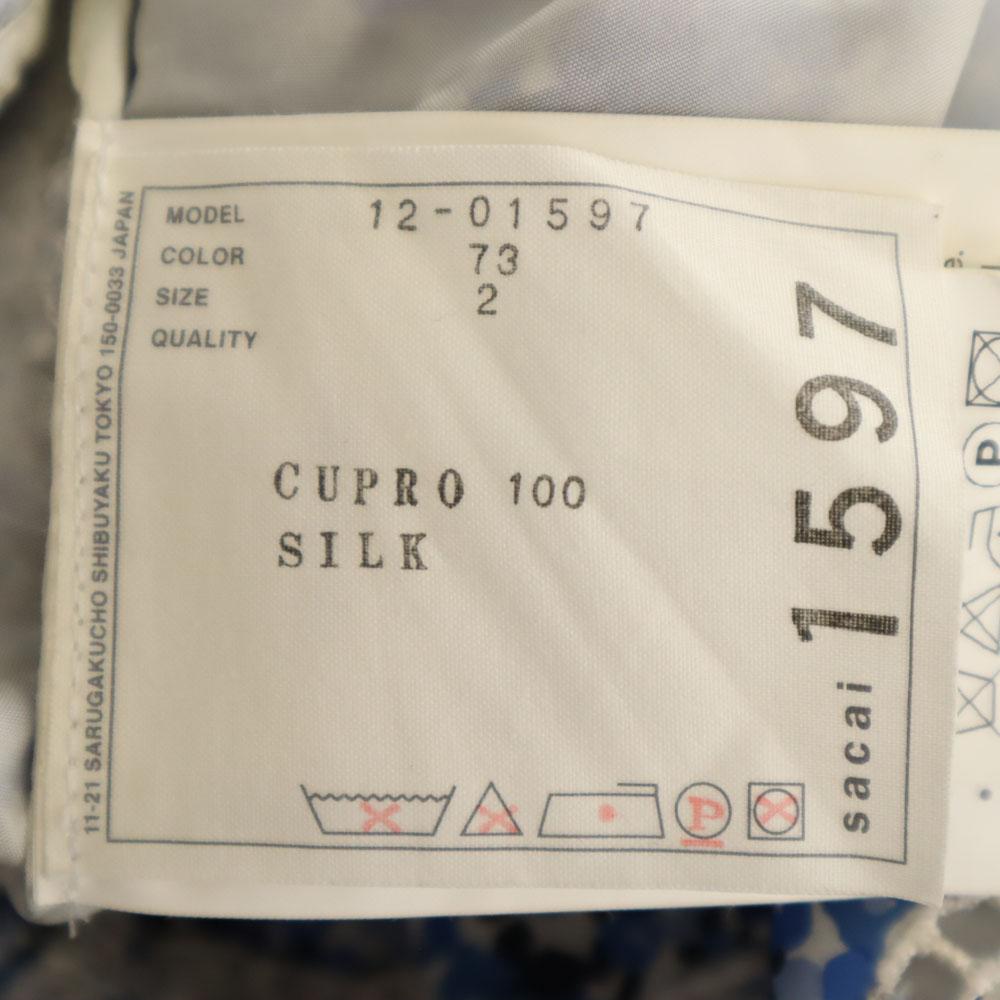 MODEL 12-01597
COLOR 73
SIZE 2
QUALITY
CUPRO 100
SILK
P
sacai 1597
11-21 SARUGAKUCHO SHIBUYAKU TOKYO 150-0033 JAPAN
e.
P